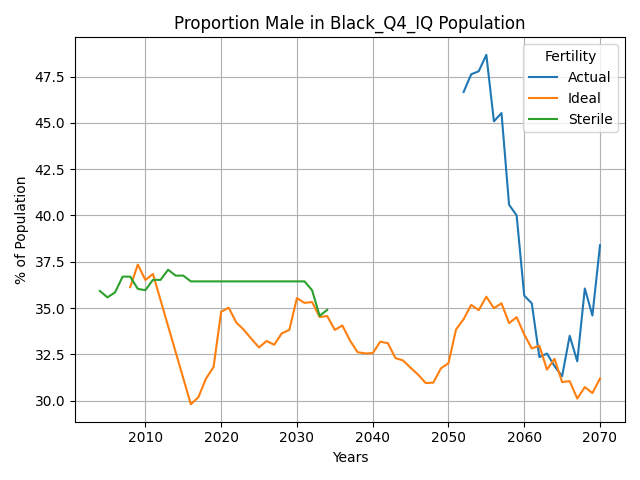 Proportion Male in Black_Q4_IQ Population
Fertility
Actual
Ideal
Sterile
47.5
45.0
42.5
40.0
37.5
35.0
32.5
30.0
% of Population
2010 2020 2030 2040 2050 2060 2070
Years